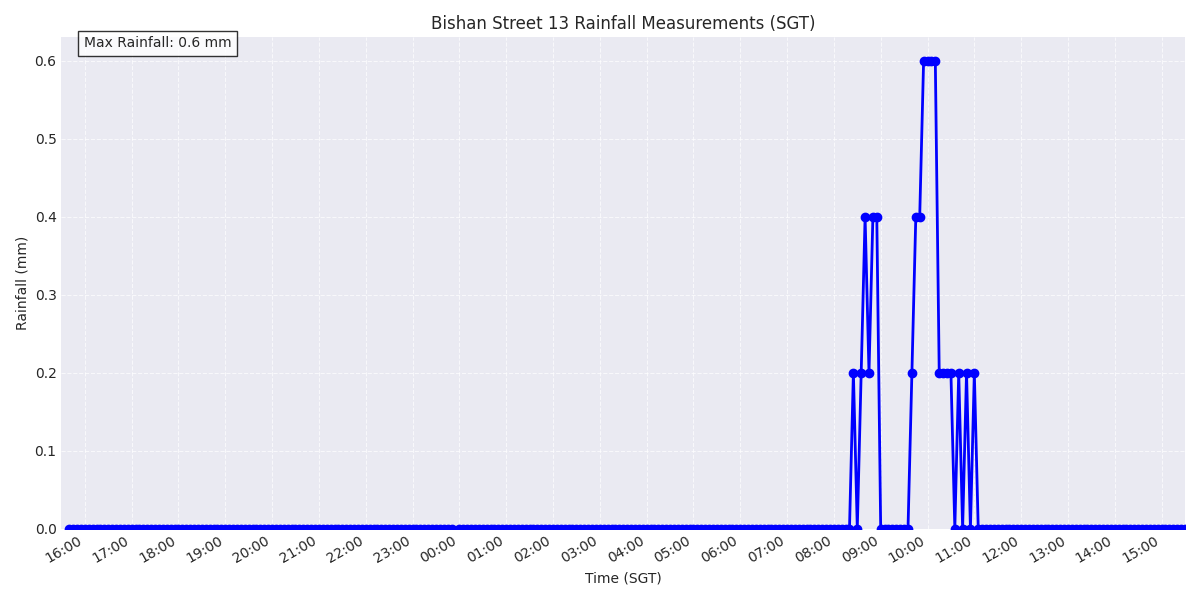 Bishan Street 13 Rainfall Measurements (SGT)
Max Rainfall: 0.6 mm
Rainfall (mm)
0.6
0.5
0.4
0.3
0.2
0.1
0.0
16:00 17:00 18:00 19:00 20:00 21:00 22:00 23:00 00:00 01:00 02:00 03:00 04:00 05:00 06:00 07:00 08:00 09:00 10:00 11:00 12:00 13:00 14:00 15:00
Time (SGT)